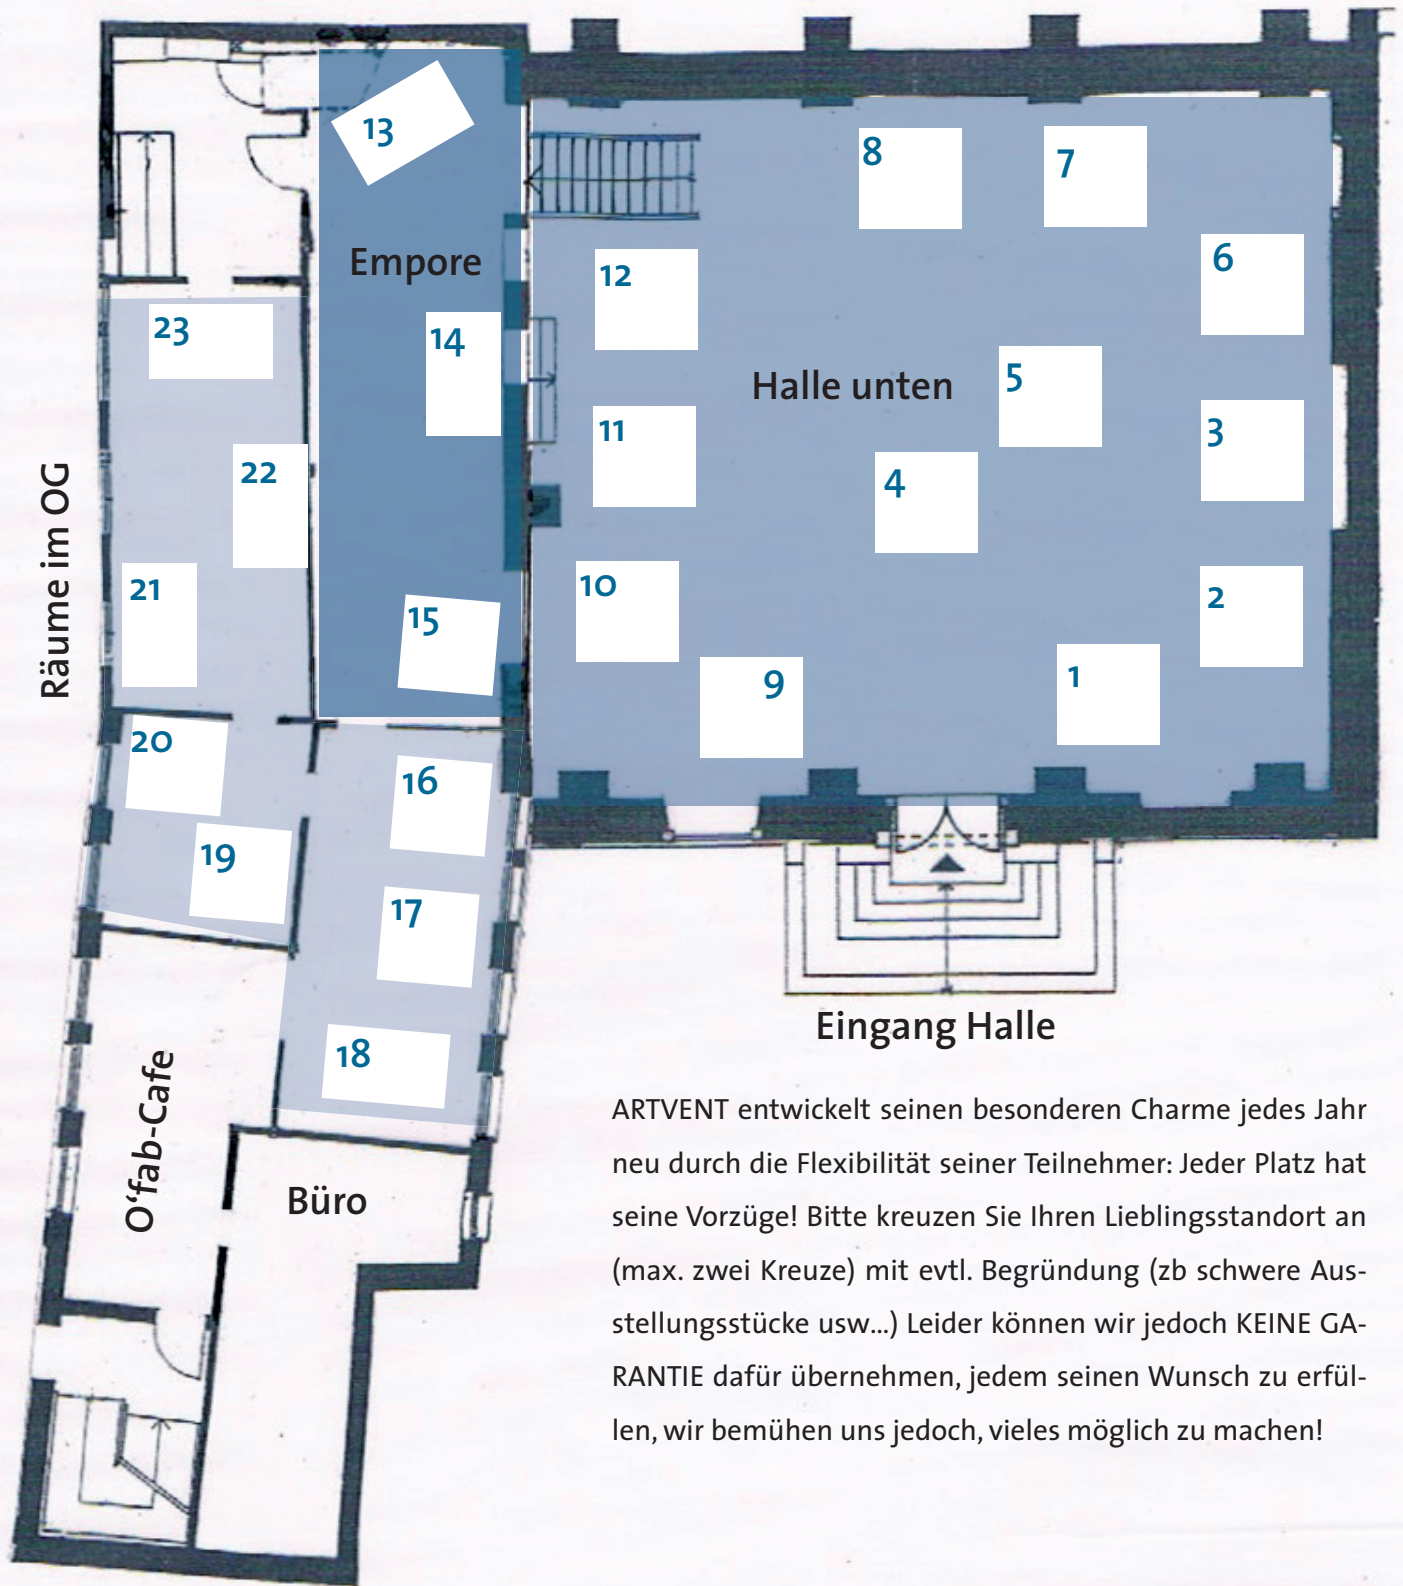 13
8
7
Empore
12
6
23
14
5
Halle unten
11
3
22
4
Räume im OG
21
10
2
15
9
1
20
16
19
17
18
Eingang Halle
O‘fab-Cafe
Büro
ARTVENT entwickelt seinen besonderen Charme jedes Jahr
neu durch die Flexibilität seiner Teilnehmer: Jeder Platz hat
seine Vorzüge! Bitte kreuzen Sie Ihren Lieblingsstandort an
(max. zwei Kreuze) mit evtl. Begründung (zb schwere Aus-
stellungsstücke usw...) Leider können wir jedoch KEINE GA-
RANTIE dafür übernehmen, jedem seinen Wunsch zu erfül-
len, wir bemühen uns jedoch, vieles möglich zu machen!